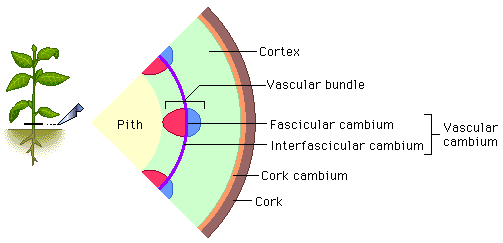 Cortex
Vascular bundle
Pith
Fascicular cambium
Interfascicular cambium
Vascular
cambium
Cork cambium
Cork